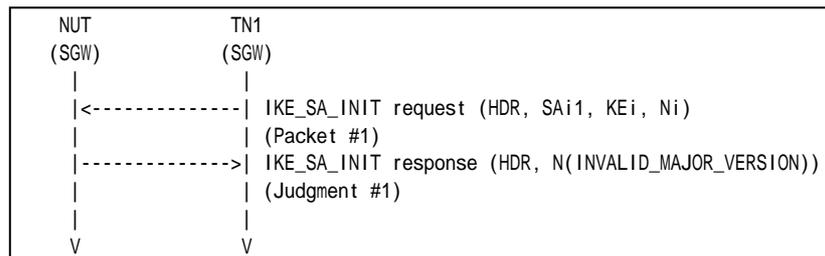 NUT TN1
(SGW) (SGW)
| |
|<--------------| IKE_SA_INIT request (HDR, SAi1, KEi, Ni)
| | (Packet #1)
|-------------->| IKE_SA_INIT response (HDR, N(INVALID_MAJOR_VERSION))
| | (Judgment #1)
| |
V V